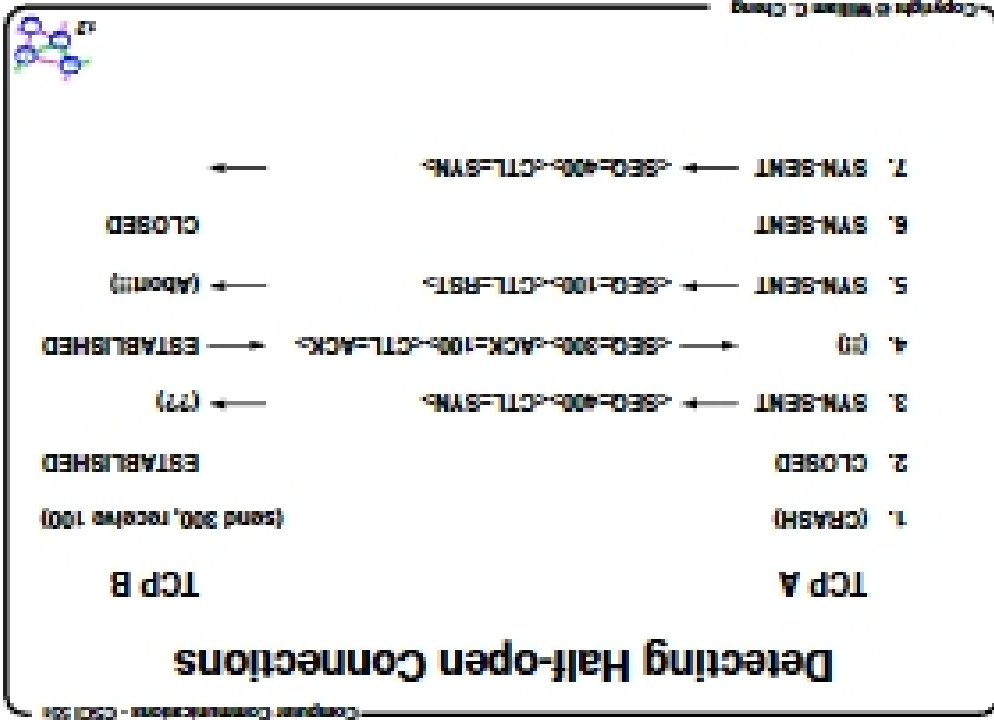 Computer Communications - CSCI 551
Detecting Half-open Connections
TCP A TCP B
1. (CRASH) (send 300, receive 100)
2. CLOSED ESTABLISHED
3. SYN-SENT → <SEQ=400><CTL=SYN> → (??)
4. (!!) ← <SEQ=300><ACK=100><CTL=ACK> ← ESTABLISHED
5. SYN-SENT → <SEQ=100><CTL=RST> → (Abort!!)
6. SYN-SENT CLOSED
7. SYN-SENT → <SEQ=400><CTL=SYN> →
Copyright © William C. Cheng